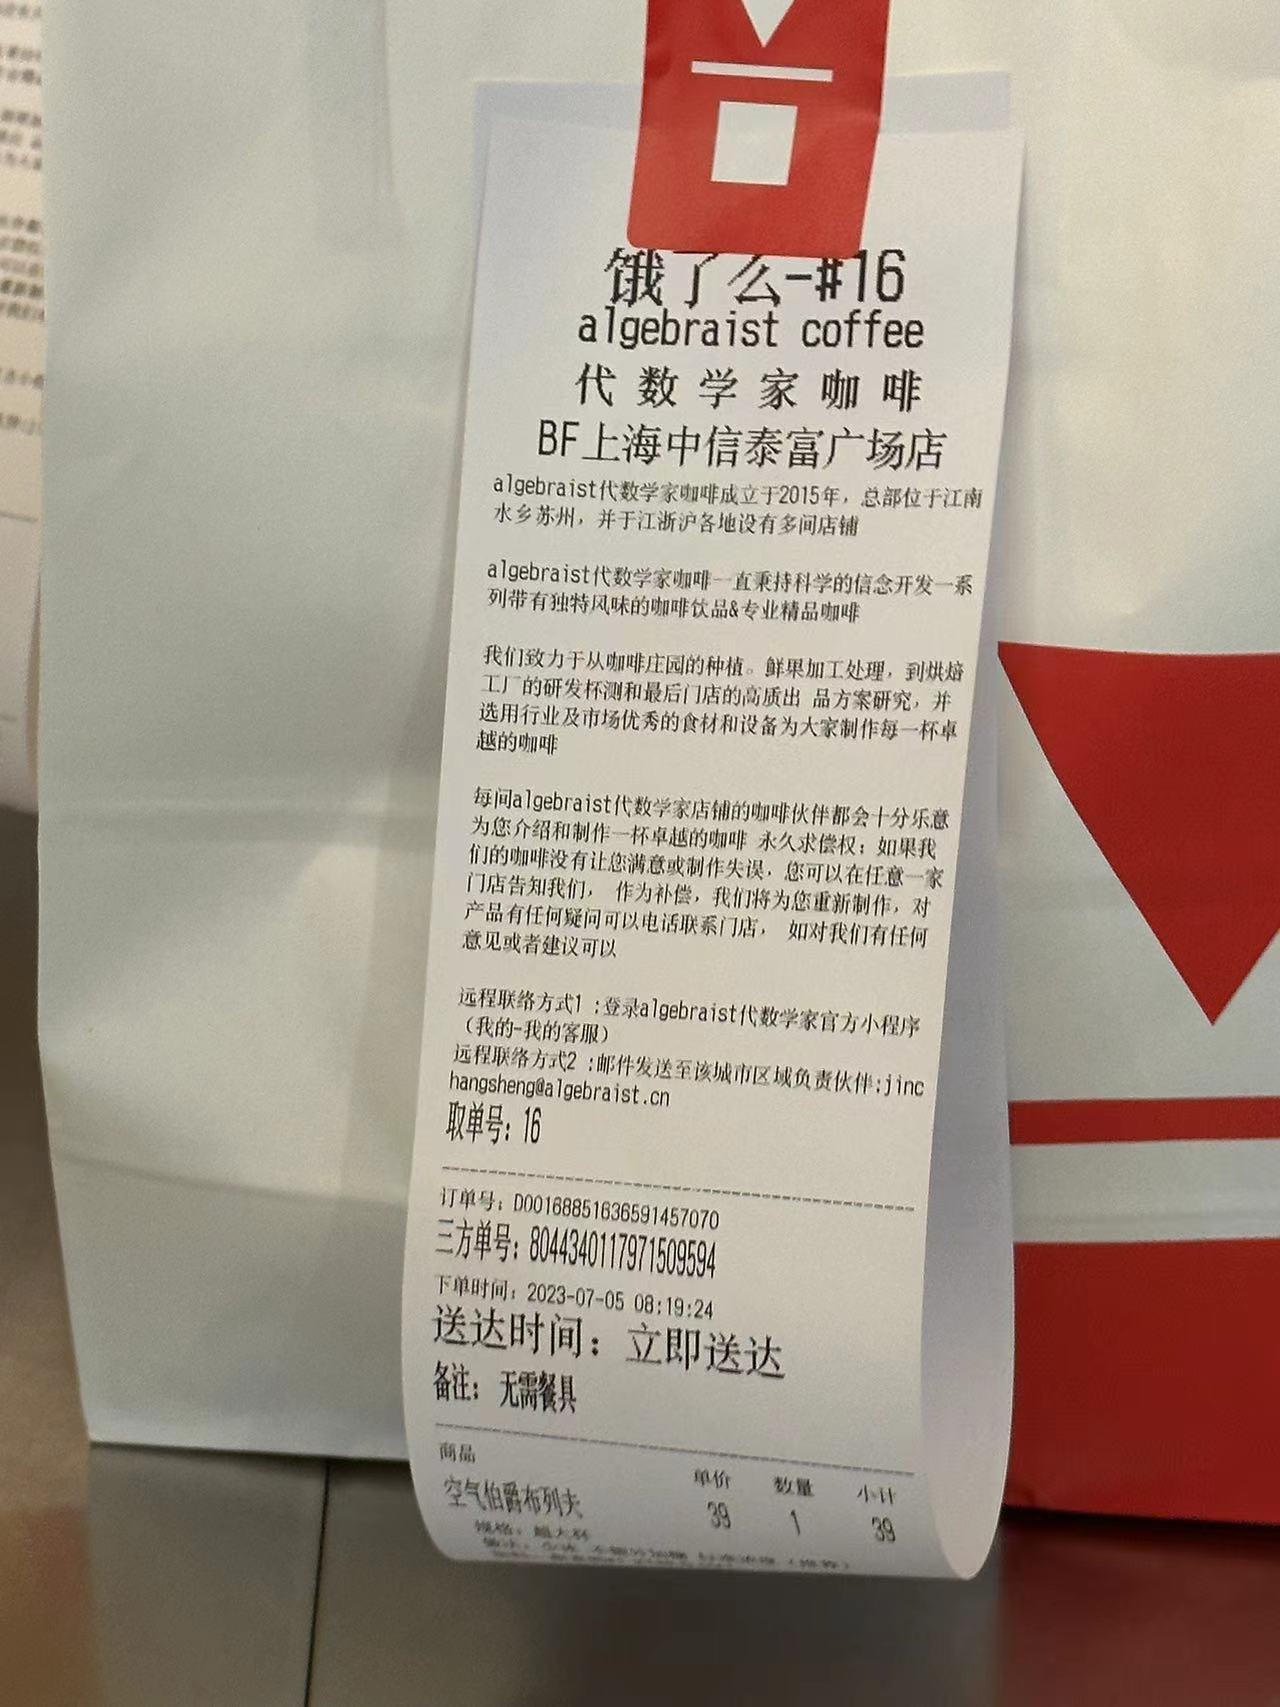 饿了么-#16
algebraist coffee
代数学家咖啡
BF上海中信泰富广场店
algebraist代数学家咖啡成立于2015年，总部位于江南
水乡苏州，并于江浙沪各地设有多间店铺
algebraist代数学家咖啡一直秉持科学的信念开发一系
列带有独特风味的咖啡饮品&专业精品咖啡
我们致力于从咖啡庄园的种植。鲜果加工处理，到烘焙
工厂的研发杯测和最后门店的高质出 品方案研究，并
选用行业及市场优秀的食材和设备为大家制作每一杯卓
越的咖啡
每间algebraist代数学家店铺的咖啡伙伴都会十分乐意
为您介绍和制作一杯卓越的咖啡 永久求偿权：如果我
们的咖啡没有让您满意或制作失误，您可以在任意一家
门店告知我们， 作为补偿，我们将为您重新制作，对
产品有任何疑问可以电话联系门店， 如对我们有任何
意见或者建议可以
远程联络方式1 :登录algebraist代数学家官方小程序
（我的-我的客服）
远程联络方式2 :邮件发送至该城市区域负责伙伴:jinc
hangsheng@algebraist.cn
取单号：16
订单号：D0016885163659145​7070
三方单号：8044340117971509594
下单时间：2023-07-05 08:19:24
送达时间：立即送达
备注：无需餐具
商品 单价 数量 小计
空气伯爵布列夫 39 1 39
规格：超大杯